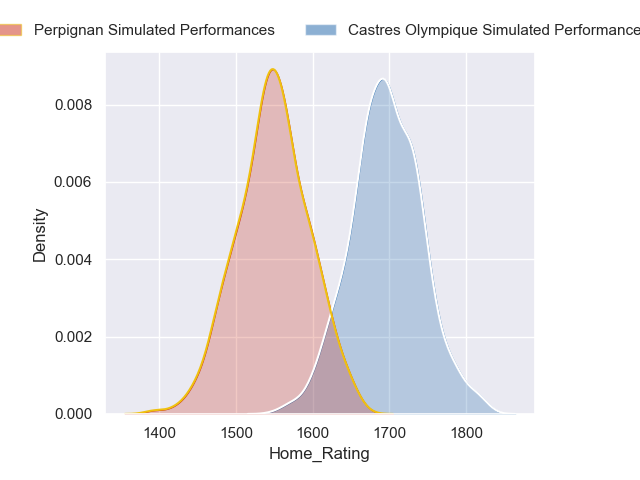 Perpignan Simulated Performances
Castres Olympique Simulated Performance
0.008
0.006
0.004
0.002
0.000
Density
1400 1500 1600 1700 1800
Home_Rating